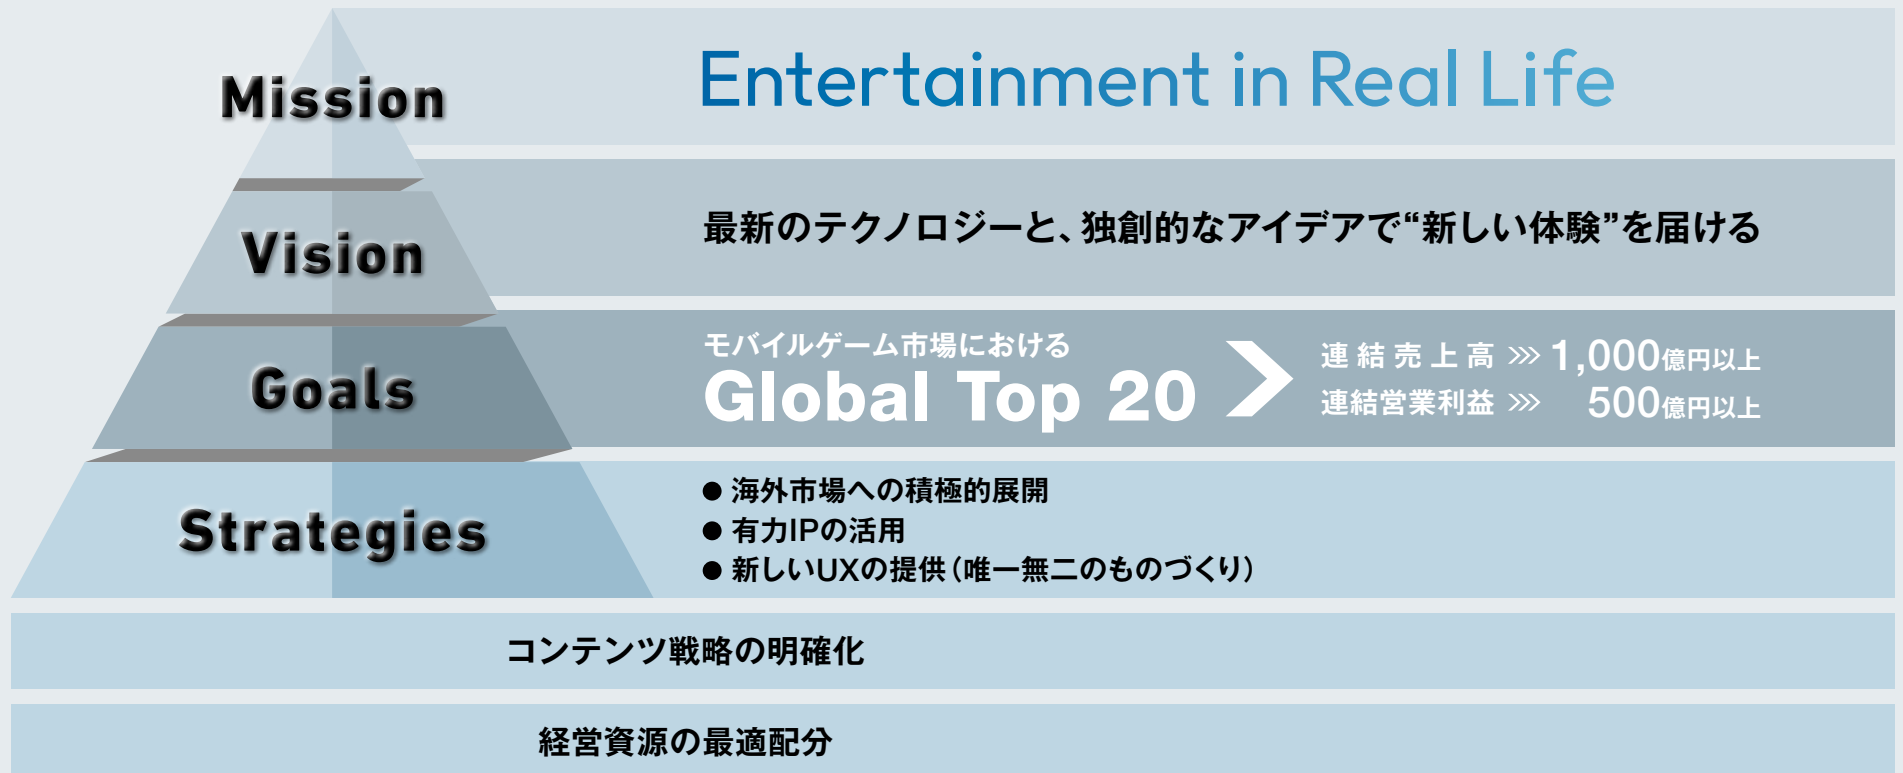 Mission
Entertainment in Real Life
Vision
最新のテクノロジーと、独創的なアイデアで“新しい体験”を届ける
Goals
モバイルゲーム市場における
Global Top 20
連結売上高 >>> 1,000億円以上
連結営業利益 >>> 500億円以上
Strategies
● 海外市場への積極的展開
● 有力IPの活用
● 新しいUXの提供（唯一無二のものづくり）
コンテンツ戦略の明確化
経営資源の最適配分